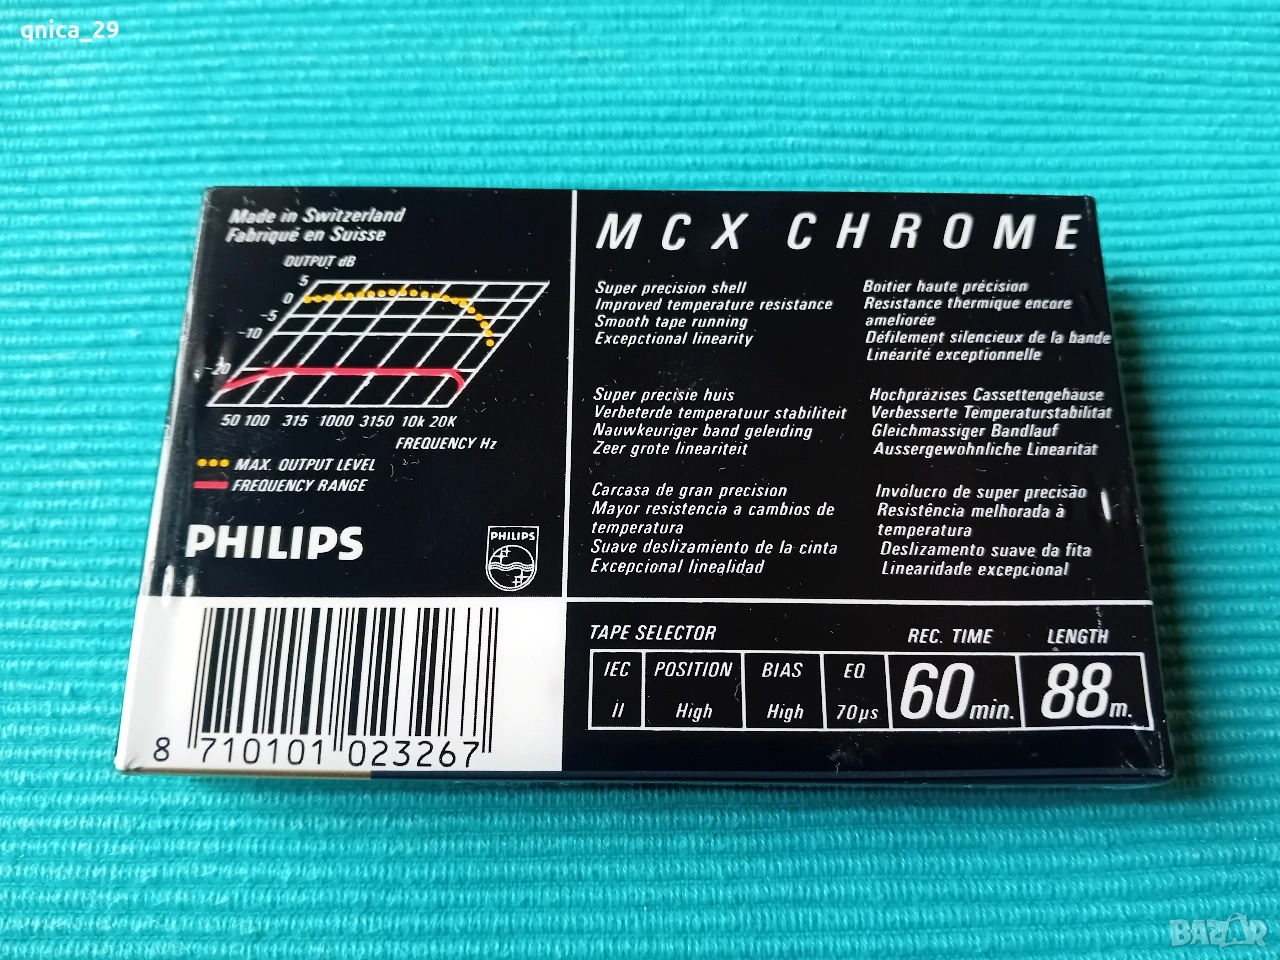 qnica_29
Made in Switzerland
Fabriqué en Suisse
OUTPUT dB
5
0
-5
-10
-20
50 100 315 1000 3150 10k 20K
FREQUENCY Hz
MAX. OUTPUT LEVEL
FREQUENCY RANGE
PHILIPS
PHILIPS
8 710101 023267
MCX CHROME
Super precision shell
Improved temperature resistance
Smooth tape running
Excepctional linearity
Boitier haute précision
Resistance thermique encore
ameliorée
Défilement silencieux de la bande
Linéarité exceptionnelle
Super precisie huis
Verbeterde temperatuur stabiliteit
Nauwkeuriger band geleiding
Zeer grote lineariteit
Hochpräzises Cassettengehäuse
Verbesserte Temperaturstabilität
Gleichmassiger Bandlauf
Aussergewohnliche Linearität
Carcasa de gran precision
Mayor resistencia a cambios de
temperatura
Suave deslizamiento de la cinta
Excepcional linealidad
Invólucro de super precisão
Resistência melhorada à
temperatura
Deslizamento suave da fita
Linearidade excepcional
TAPE SELECTOR REC. TIME LENGTH
IEC POSITION BIAS EQ
II High High 70μs 60 min. 88 m.
BAZAR